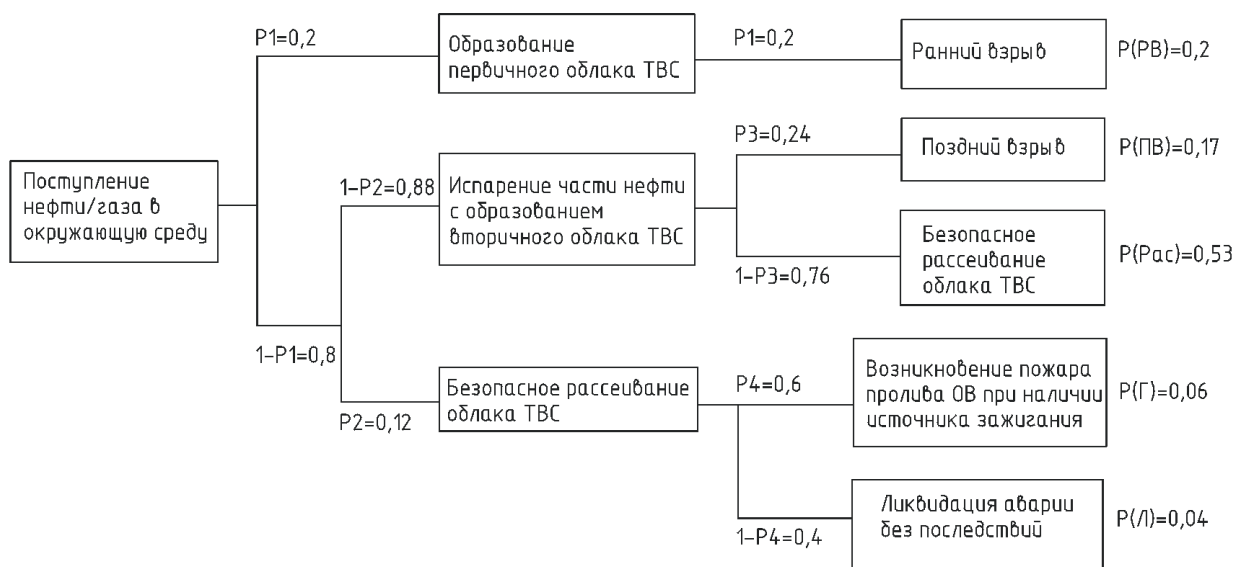 P1=0,2
Образование
первичного облака ТВС
P1=0,2
Ранний взрыв
P(РВ)=0,2
Поступление
нефти/газа в
окружающую среду
1-P2=0,88
Испарение части нефти
с образованием
вторичного облака ТВС
P3=0,24
Поздний взрыв
P(ПВ)=0,17
1-P3=0,76
Безопасное
рассеивание
облака ТВС
P(Рас)=0,53
1-P1=0,8
P2=0,12
Безопасное рассеивание
облака ТВС
P4=0,6
Возникновение пожара
пролива ОВ при наличии
источника зажигания
P(Г)=0,06
1-P4=0,4
Ликвидация аварии
без последствий
P(Л)=0,04